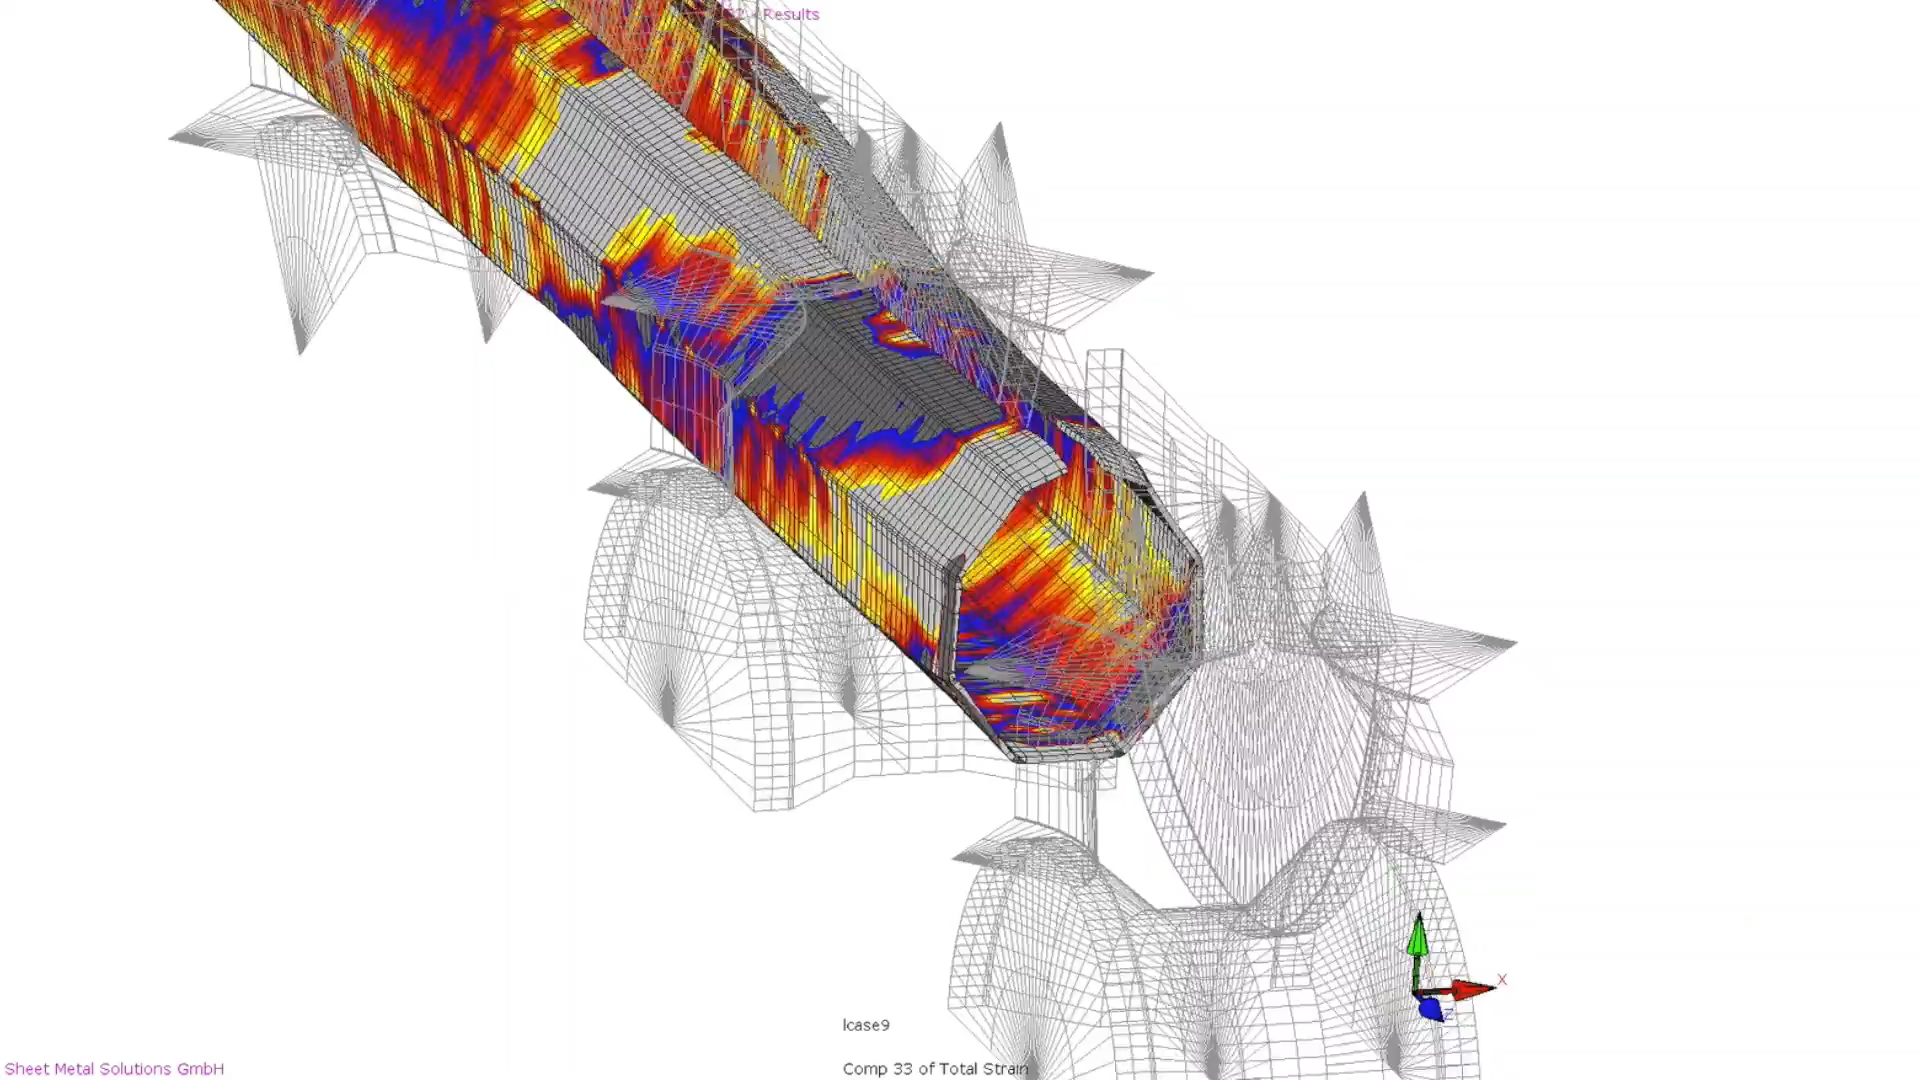 Results
X
Z
lcase9
Comp 33 of Total Strain
Sheet Metal Solutions GmbH